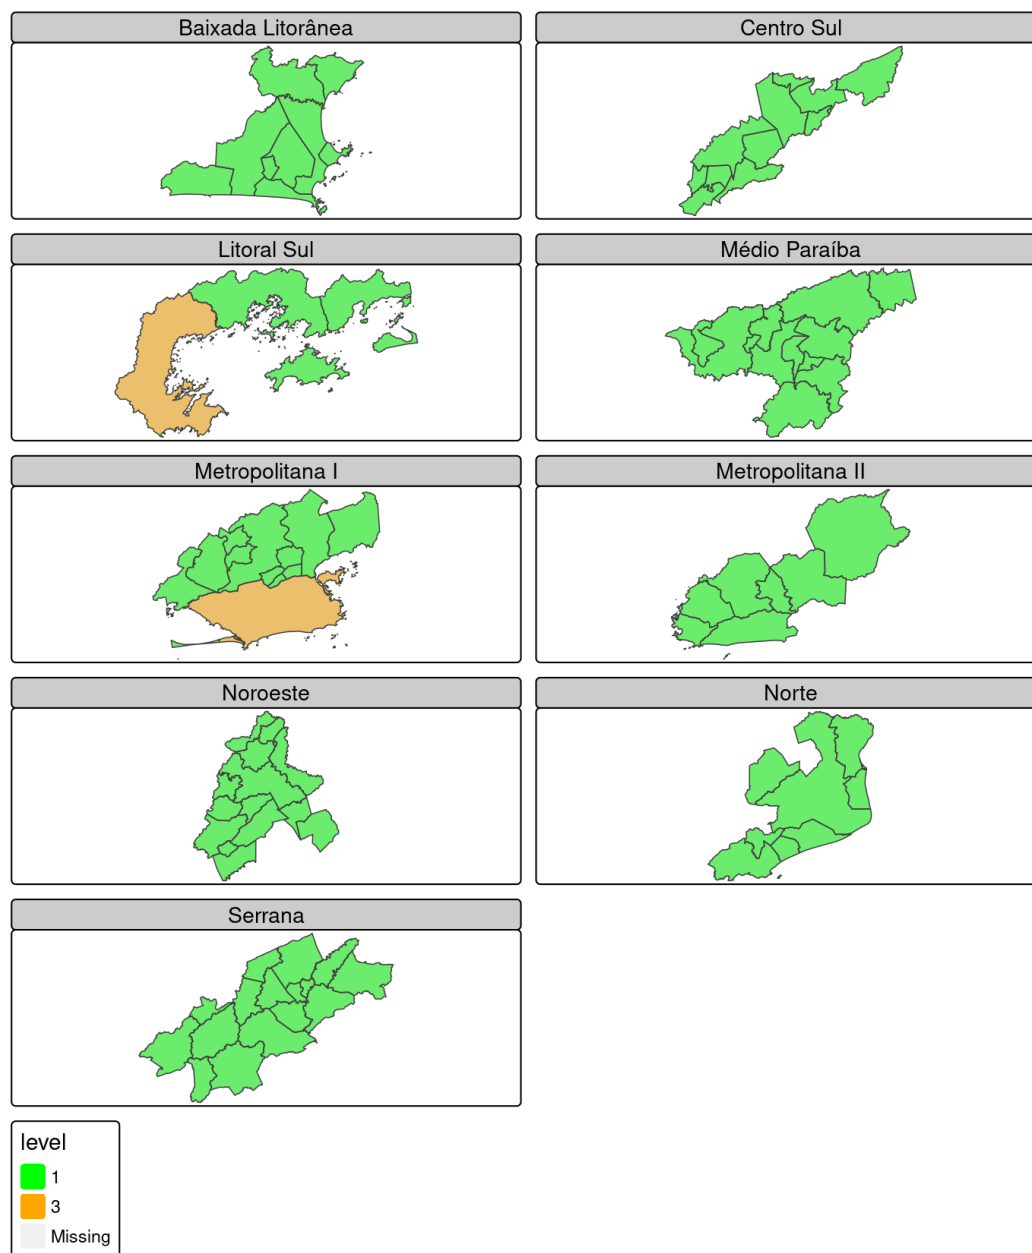 Baixada Litorânea
Centro Sul
Litoral Sul
Médio Paraíba
Metropolitana I
Metropolitana II
Noroeste
Norte
Serrana
level
1
3
Missing